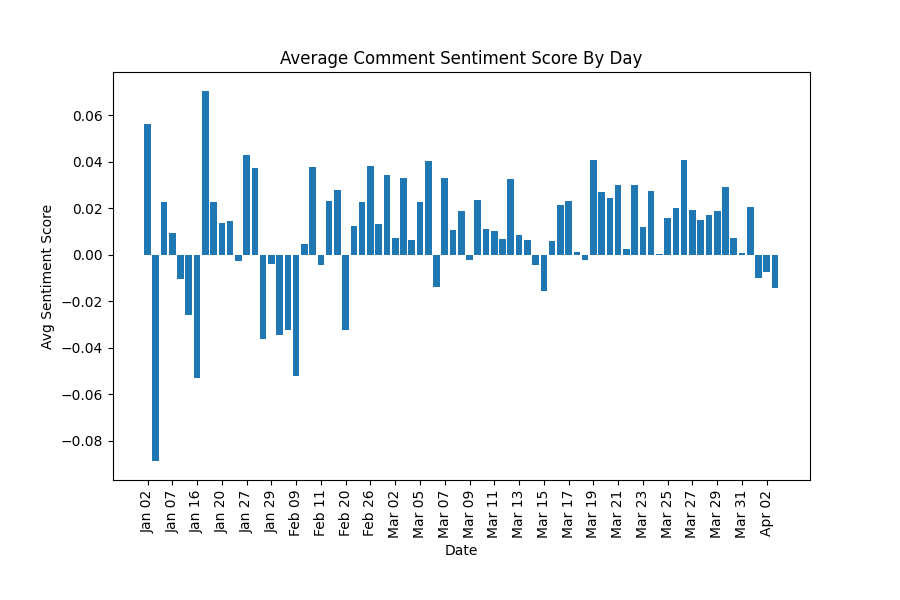 Average Comment Sentiment Score By Day
Avg Sentiment Score
0.06
0.04
0.02
0.00
−0.02
−0.04
−0.06
−0.08
Jan 02
Jan 07
Jan 16
Jan 20
Jan 27
Jan 29
Feb 09
Feb 11
Feb 20
Feb 26
Mar 02
Mar 05
Mar 07
Mar 09
Mar 11
Mar 13
Mar 15
Mar 17
Mar 19
Mar 21
Mar 23
Mar 25
Mar 27
Mar 29
Mar 31
Apr 02
Date